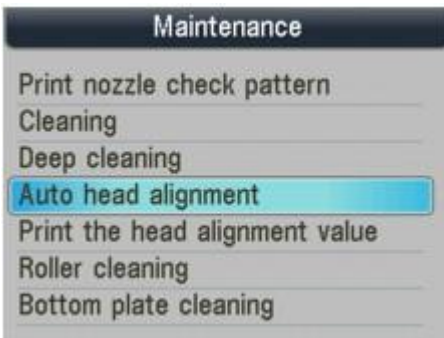 Maintenance
Print nozzle check pattern
Cleaning
Deep cleaning
Auto head alignment
Print the head alignment value
Roller cleaning
Bottom plate cleaning